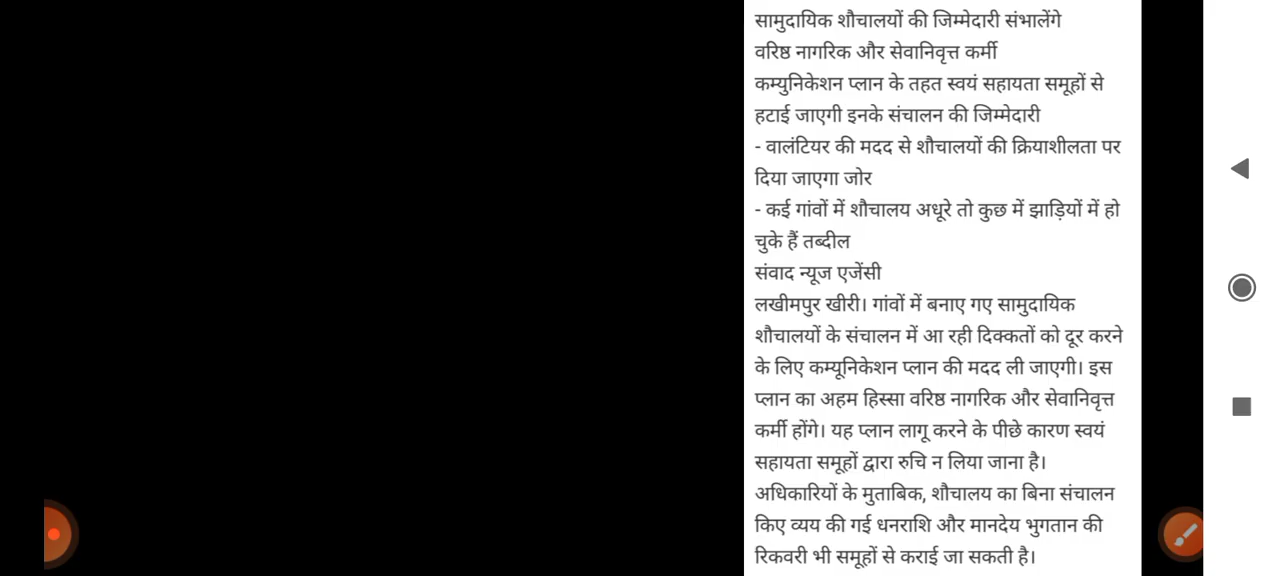 सामुदायिक शौचालयों की जिम्मेदारी संभालेंगे
वरिष्ठ नागरिक और सेवानिवृत्त कर्मी
कम्युनिकेशन प्लान के तहत स्वयं सहायता समूहों से
हटाई जाएगी इनके संचालन की जिम्मेदारी
- वालंटियर की मदद से शौचालयों की क्रियाशीलता पर
दिया जाएगा जोर
- कई गांवों में शौचालय अधूरे तो कुछ में झाड़ियों में हो
चुके हैं तब्दील
संवाद न्यूज एजेंसी
लखीमपुर खीरी। गांवों में बनाए गए सामुदायिक
शौचालयों के संचालन में आ रही दिक्कतों को दूर करने
के लिए कम्यूनिकेशन प्लान की मदद ली जाएगी। इस
प्लान का अहम हिस्सा वरिष्ठ नागरिक और सेवानिवृत्त
कर्मी होंगे। यह प्लान लागू करने के पीछे कारण स्वयं
सहायता समूहों द्वारा रुचि न लिया जाना है।
अधिकारियों के मुताबिक, शौचालय का बिना संचालन
किए व्यय की गई धनराशि और मानदेय भुगतान की
रिकवरी भी समूहों से कराई जा सकती है।